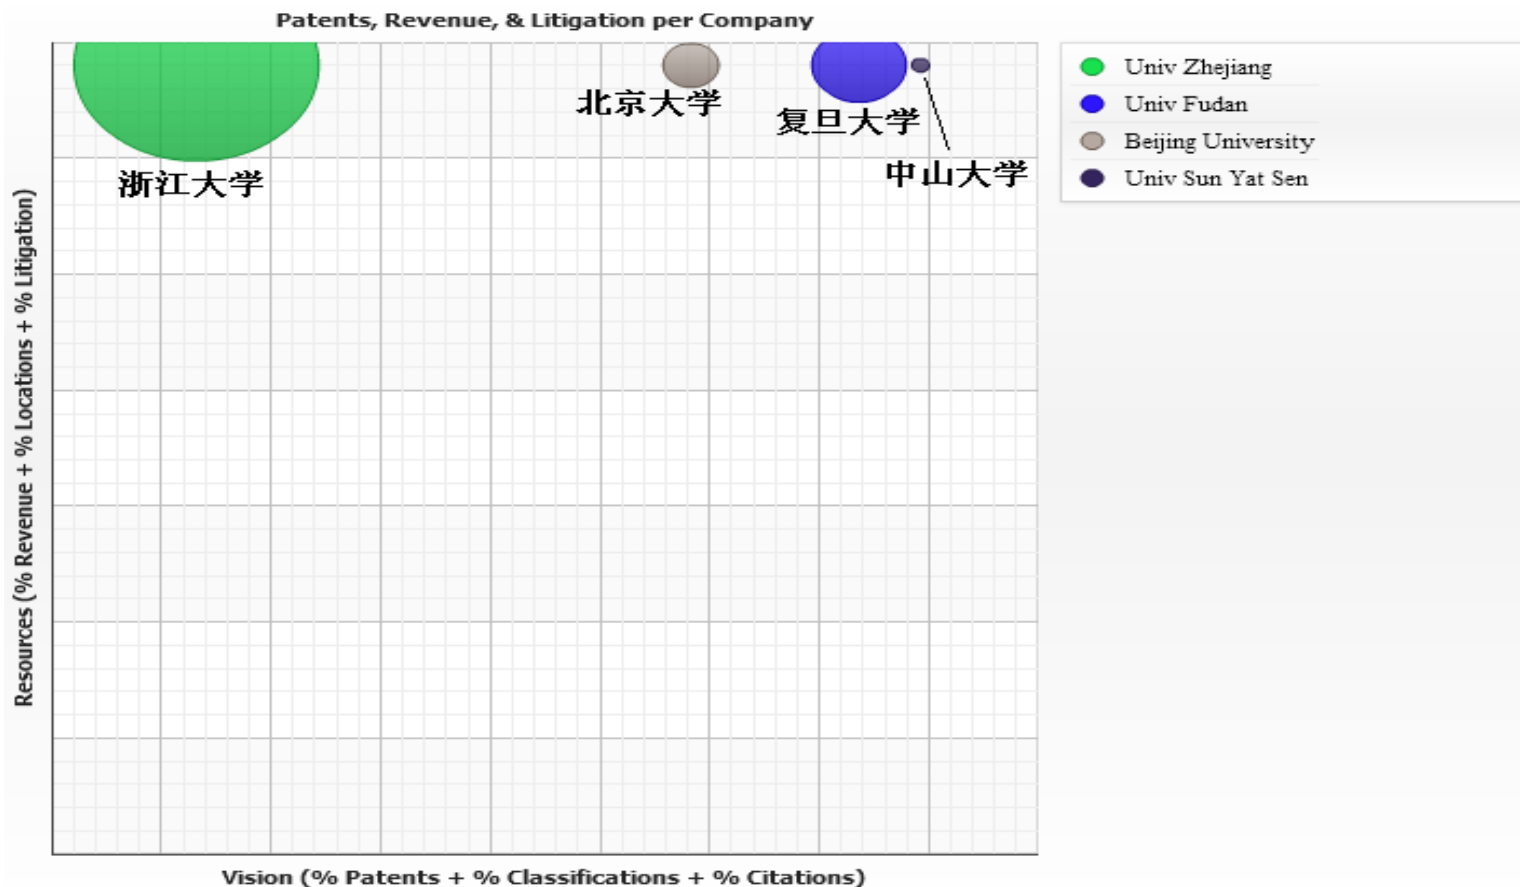 Patents, Revenue, & Litigation per Company
Univ Zhejiang
Univ Fudan
Beijing University
Univ Sun Yat Sen
北京大学
复旦大学
中山大学
浙江大学
Resources (% Revenue + % Locations + % Litigation)
Vision (% Patents + % Classifications + % Citations)